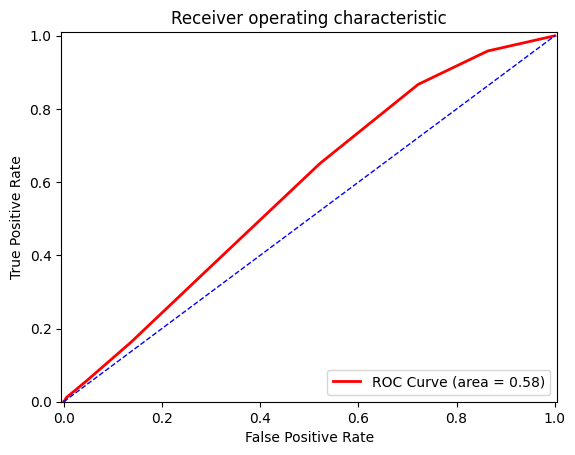 Receiver operating characteristic
1.0
0.8
0.6
0.4
0.2
0.0
True Positive Rate
ROC Curve (area = 0.58)
0.0 0.2 0.4 0.6 0.8 1.0
False Positive Rate